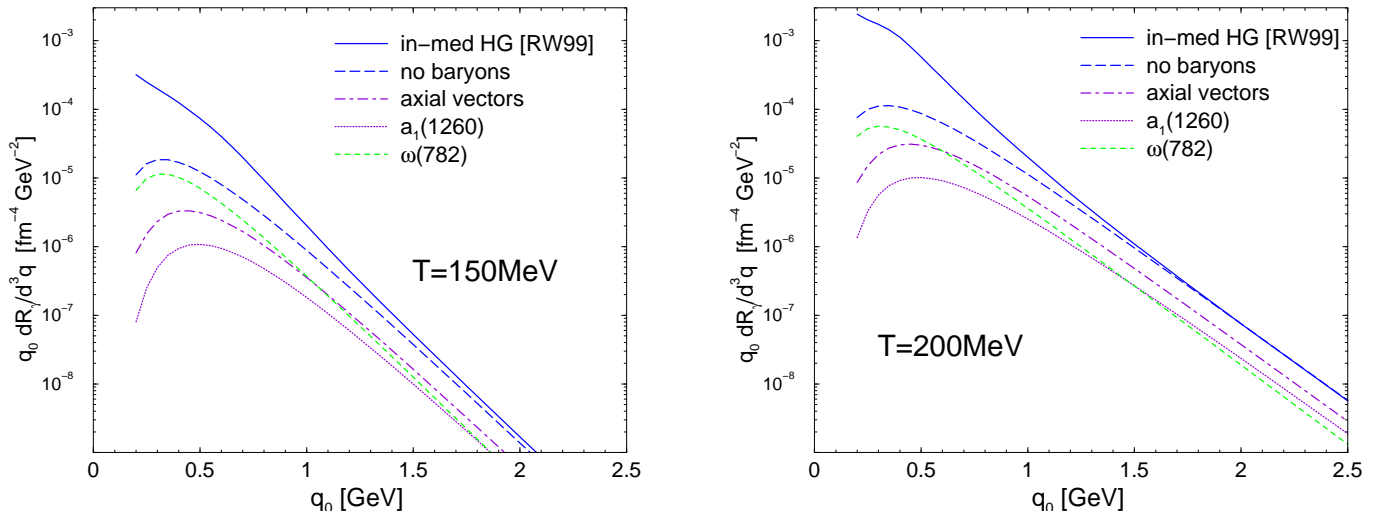 10⁻³
10⁻⁴
10⁻⁵
10⁻⁶
10⁻⁷
10⁻⁸
q₀ dRᵧ/d³q [fm⁻⁴ GeV⁻²]
in−med HG [RW99]
no baryons
axial vectors
a₁(1260)
ω(782)
T=150MeV
0 0.5 1 1.5 2 2.5
q₀ [GeV]
10⁻³
10⁻⁴
10⁻⁵
10⁻⁶
10⁻⁷
10⁻⁸
q₀ dRᵧ/d³q [fm⁻⁴ GeV⁻²]
in−med HG [RW99]
no baryons
axial vectors
a₁(1260)
ω(782)
T=200MeV
0 0.5 1 1.5 2 2.5
q₀ [GeV]